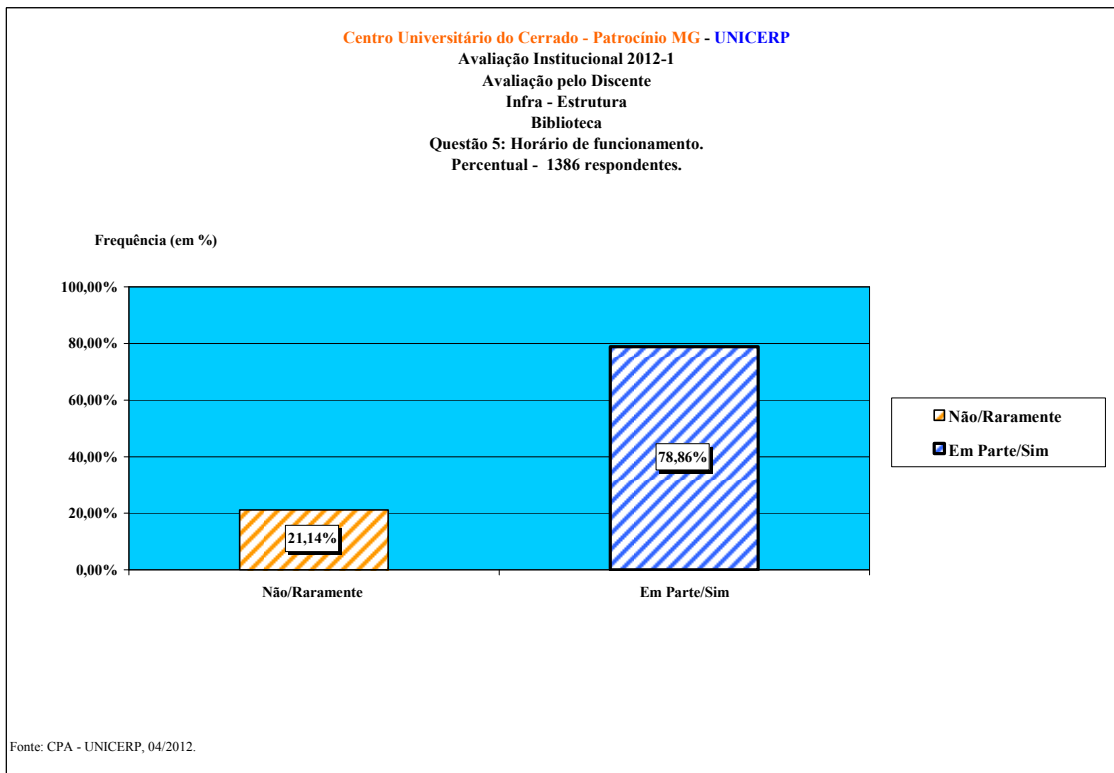 Centro Universitário do Cerrado - Patrocínio MG - UNICERP
Avaliação Institucional 2012-1
Avaliação pelo Discente
Infra - Estrutura
Biblioteca
Questão 5: Horário de funcionamento.
Percentual - 1386 respondentes.
Frequência (em %)
100,00%
80,00%
60,00%
40,00%
20,00%
0,00%
21,14%
78,86%
Não/Raramente
Em Parte/Sim
Não/Raramente
Em Parte/Sim
Fonte: CPA - UNICERP, 04/2012.